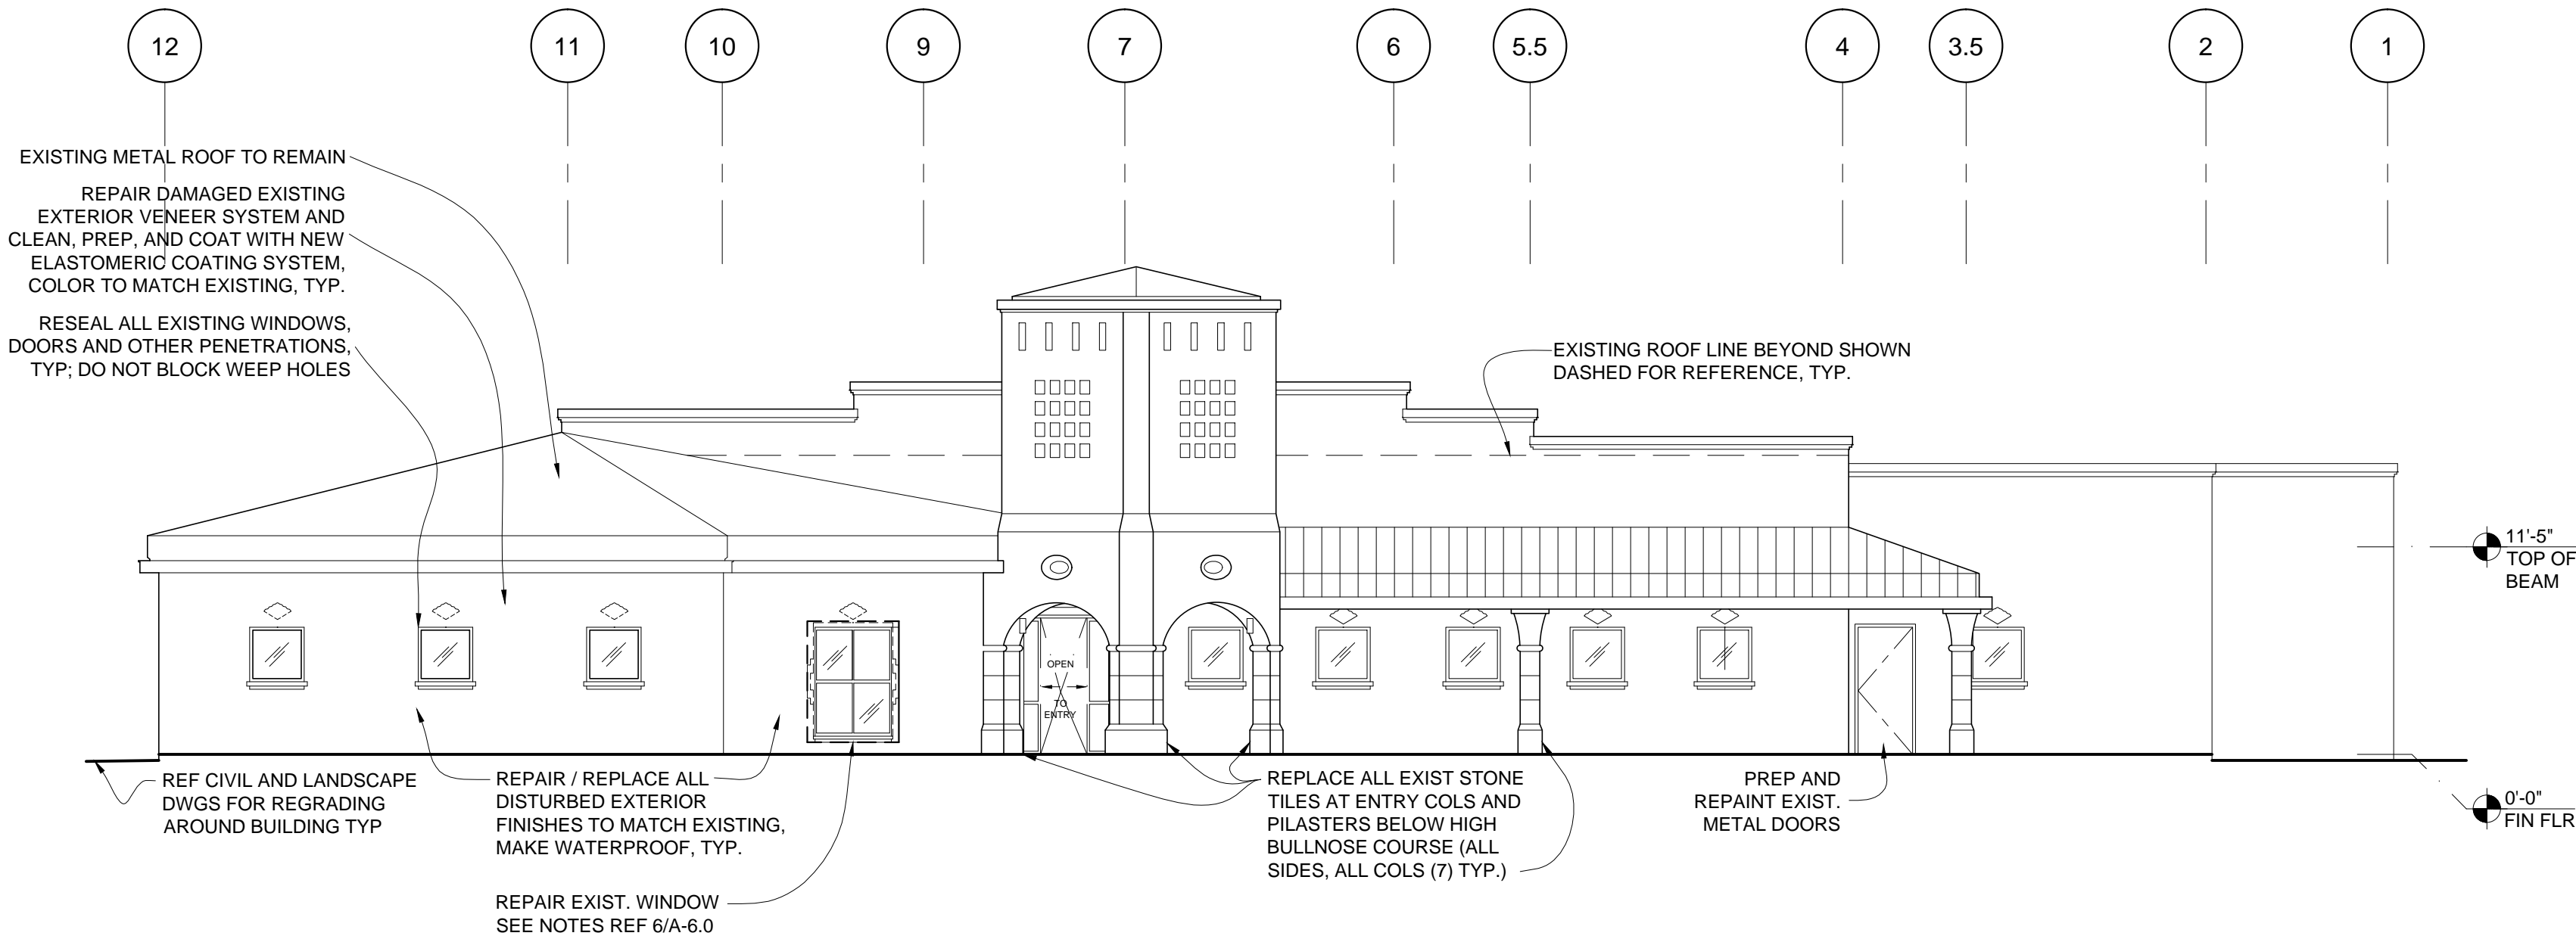 12
11
10
9
7
6
5.5
4
3.5
2
1
EXISTING METAL ROOF TO REMAIN
REPAIR DAMAGED EXISTING
EXTERIOR VENEER SYSTEM AND
CLEAN, PREP, AND COAT WITH NEW
ELASTOMERIC COATING SYSTEM,
COLOR TO MATCH EXISTING, TYP.
RESEAL ALL EXISTING WINDOWS,
DOORS AND OTHER PENETRATIONS,
TYP; DO NOT BLOCK WEEP HOLES
EXISTING ROOF LINE BEYOND SHOWN
DASHED FOR REFERENCE, TYP.
11'-5"
TOP OF
BEAM
OPEN
TO
ENTRY
REF CIVIL AND LANDSCAPE
DWGS FOR REGRADING
AROUND BUILDING TYP
REPAIR / REPLACE ALL
DISTURBED EXTERIOR
FINISHES TO MATCH EXISTING,
MAKE WATERPROOF, TYP.
REPAIR EXIST. WINDOW
SEE NOTES REF 6/A-6.0
REPLACE ALL EXIST STONE
TILES AT ENTRY COLS AND
PILASTERS BELOW HIGH
BULLNOSE COURSE (ALL
SIDES, ALL COLS (7) TYP.)
PREP AND
REPAINT EXIST.
METAL DOORS
0'-0"
FIN FLR